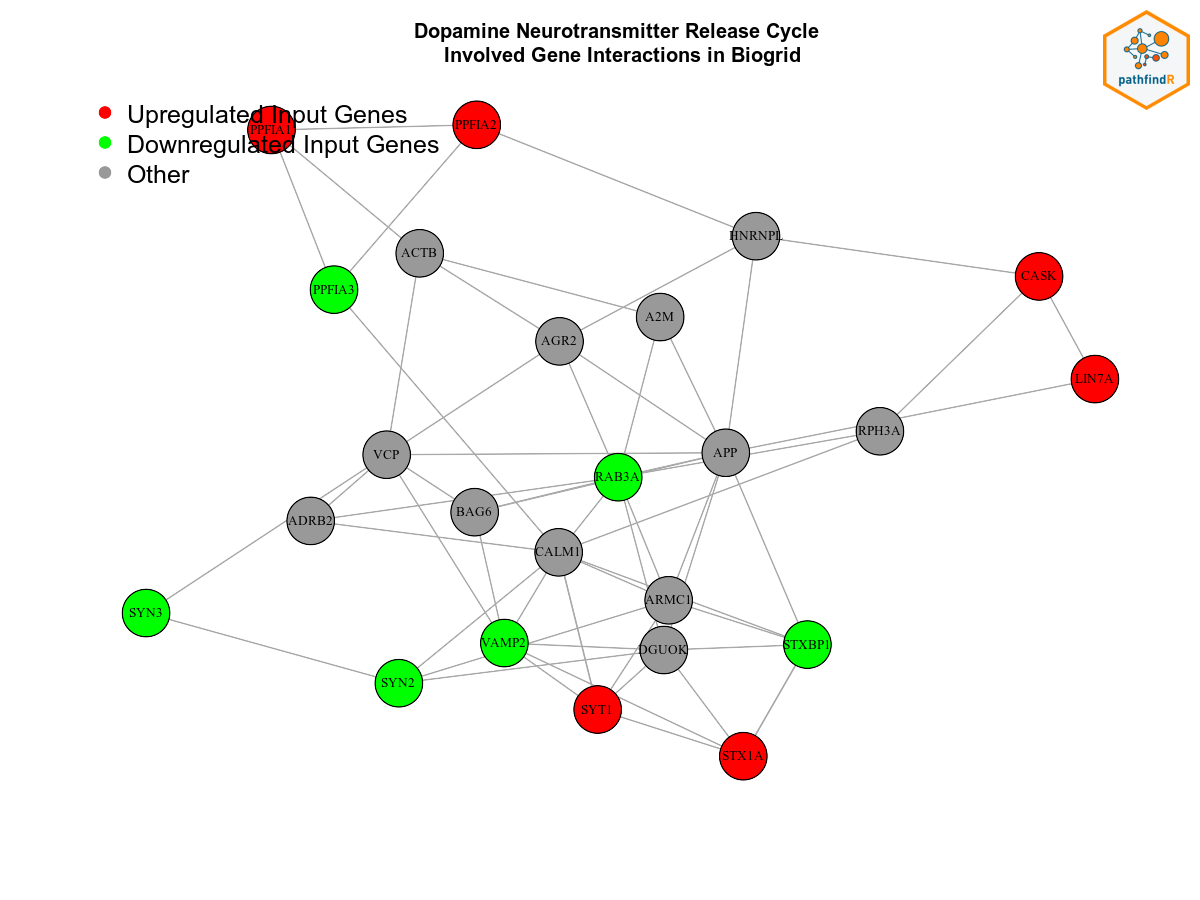 Dopamine Neurotransmitter Release Cycle
Involved Gene Interactions in Biogrid
pathfindR
Upregulated Input Genes
Downregulated Input Genes
Other
PPFIA1
PPFIA2
HNRNPL
ACTB
CASK
PPFIA3
A2M
AGR2
LIN7A
RPH3A
VCP
APP
RAB3A
BAG6
ADRB2
CALM1
ARMC1
SYN3
VAMP2
DGUOK
STXBP1
SYN2
SYT1
STX1A